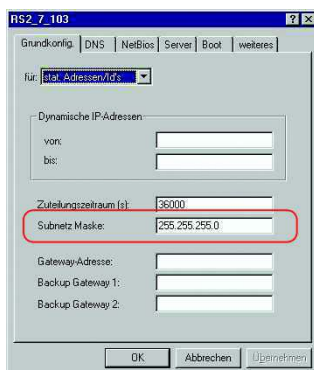 RS2_7_103
Grundkonfig. DNS NetBios Server Boot weiteres
für: stat. Adressen/Id's
Dynamische IP-Adressen
von:
bis:
Zuteilungszeitraum (s): 36000
Subnetz Maske: 255.255.255.0
Gateway-Adresse:
Backup Gateway 1:
Backup Gateway 2:
OK Abbrechen Übernehmen